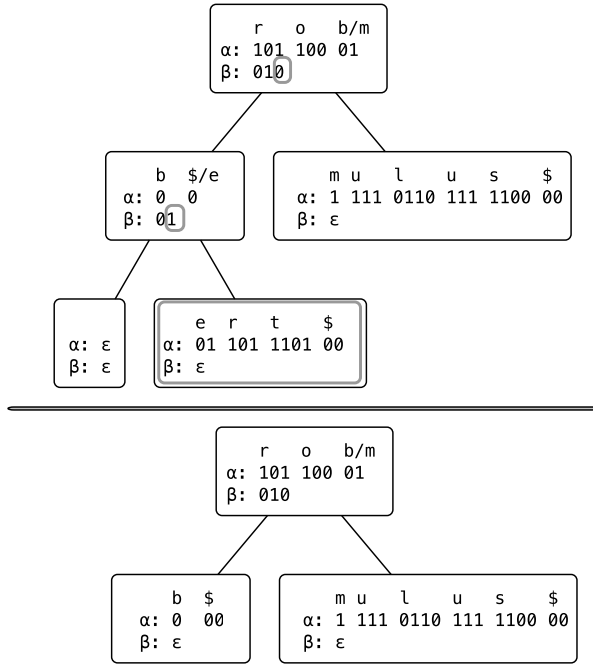 r o b/m
α: 101 100 01
β: 010
b $/e
α: 0 0
β: 01
m u l u s $
α: 1 111 0110 111 1100 00
β: ε
α: ε
β: ε
e r t $
α: 01 101 1101 00
β: ε
r o b/m
α: 101 100 01
β: 010
b $
α: 0 00
β: ε
m u l u s $
α: 1 111 0110 111 1100 00
β: ε